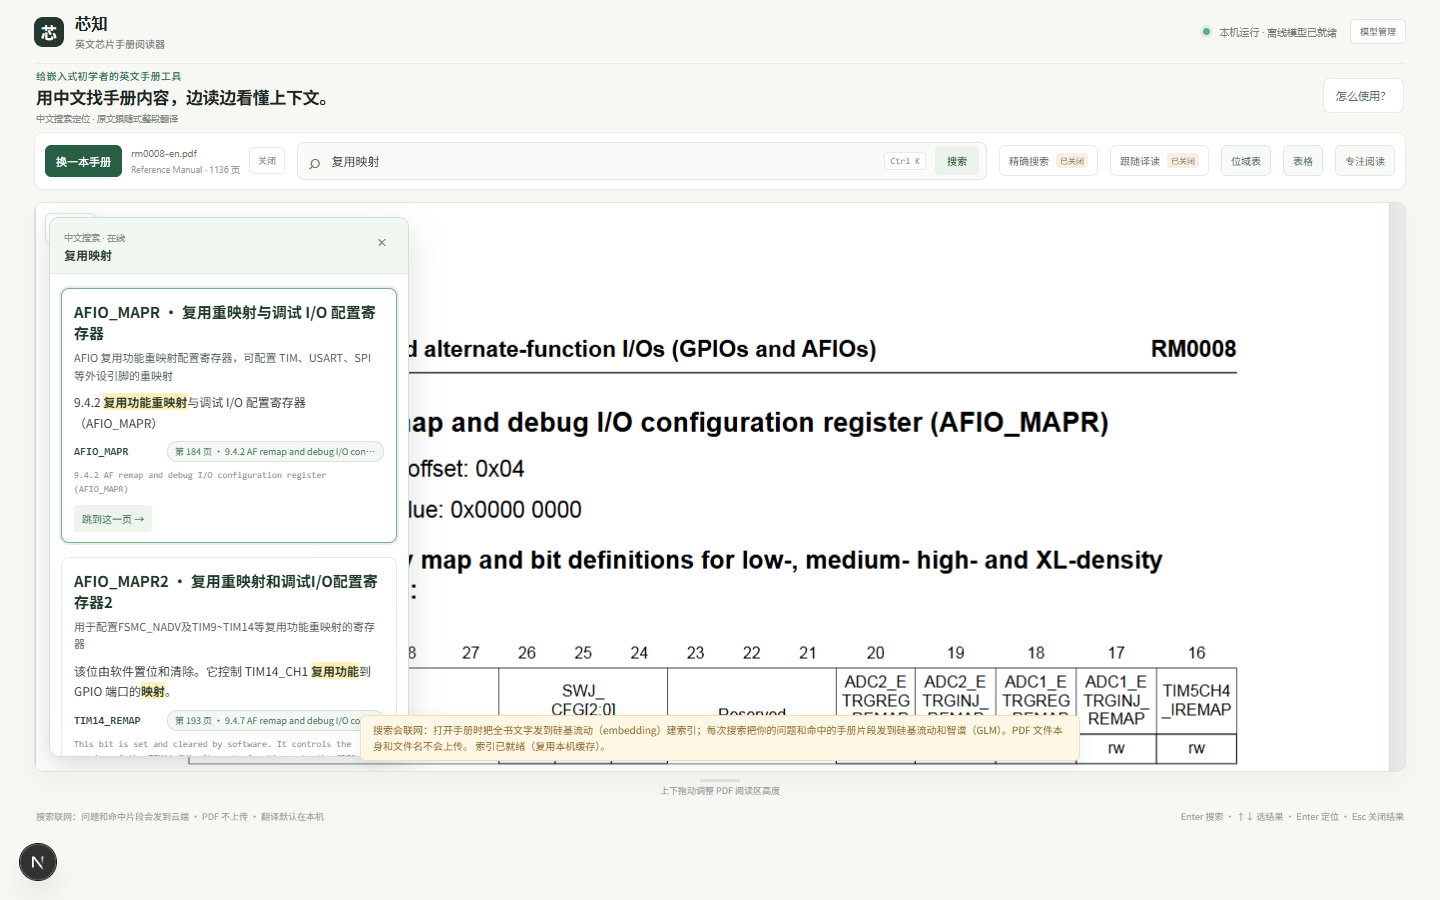 芯
芯知
英文芯片手册阅读器
本机运行 · 离线模型已就绪
模型管理
给嵌入式初学者的英文手册工具
用中文找手册内容，边读边看懂上下文。
中文搜索定位 · 原文跟随式整段翻译
怎么使用？
换一本手册
rm0008-en.pdf
Reference Manual · 1136 页
关闭
复用映射
Ctrl K
搜索
精确搜索 已关闭
跟随译读 已关闭
位域表
表格
专注阅读
中文搜索 · 在线
复用映射
×
AFIO_MAPR · 复用重映射与调试 I/O 配置寄
存器
AFIO 复用功能重映射配置寄存器，可配置 TIM、USART、SPI
等外设引脚的重映射
9.4.2 复用功能重映射与调试 I/O 配置寄存器
（AFIO_MAPR）
AFIO_MAPR
第 184 页 · 9.4.2 AF remap and debug I/O con···
9.4.2 AF remap and debug I/O configuration register
(AFIO_MAPR)
跳到这一页 →
AFIO_MAPR2 · 复用重映射和调试I/O配置寄
存器2
用于配置FSMC_NADV及TIM9~TIM14等复用功能重映射的寄存
器
该位由软件置位和清除。它控制 TIM14_CH1 复用功能到
GPIO 端口的映射。
TIM14_REMAP
第 193 页 · 9.4.7 AF remap and debug I/O co
This bit is set and cleared by software. It controls the
d alternate-function I/Os (GPIOs and AFIOs)
RM0008
ap and debug I/O configuration register (AFIO_MAPR)
offset: 0x04
lue: 0x0000 0000
map and bit definitions for low-, medium- high- and XL-density
:
8 27 26 25 24 23 22 21 20 19 18 17 16
SWJ_
CFG[2:0]
Reserved
ADC2_E
TRGREG
_REMAP
ADC2_E
TRGINJ_
REMAP
ADC1_E
TRGREG
_REMAP
ADC1_E
TRGINJ_
REMAP
TIM5CH4
_IREMAP
rw
rw
搜索会联网：打开手册时把全书文字发到硅基流动（embedding）建索引；每次搜索把你的问题和命中的手册片段发到硅基流动和智谱（GLM）。PDF 文件本
身和文件名不会上传。 索引已就绪（复用本机缓存）。
上下拖动调整 PDF 阅读区高度
搜索联网：问题和命中片段会发到云端 · PDF 不上传 · 翻译默认在本机
Enter 搜索 · ↑↓ 选结果 · Enter 定位 · Esc 关闭结果
N